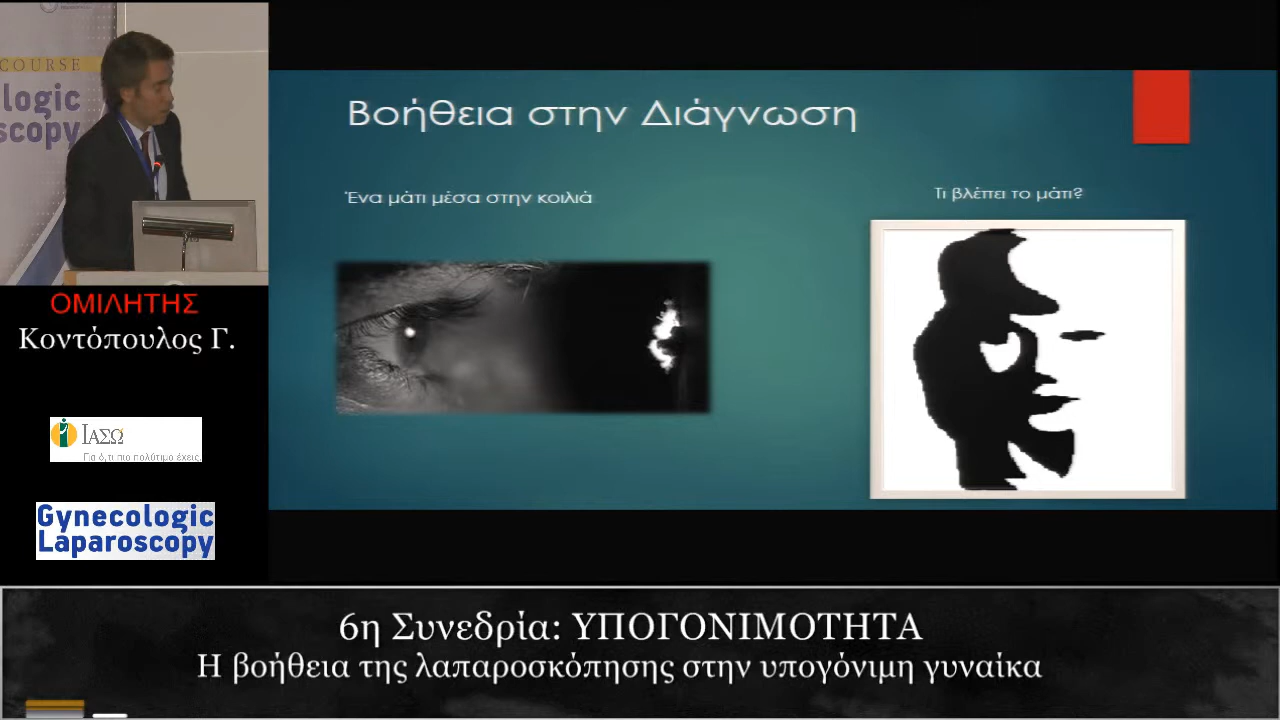 COURSE
logic
scopy
Βοήθεια στην Διάγνωση
Ένα μάτι μέσα στην κοιλιά
Τι βλέπει το μάτι?
ΟΜΙΛΗΤΗΣ
Κοντόπουλος Γ.
ΙΑΣΩ
Για ό,τι πιο πολύτιμο έχεις.
Gynecologic
Laparoscopy
6η Συνεδρία: ΥΠΟΓΟΝΙΜΟΤΗΤΑ
Η βοήθεια της λαπαροσκόπησης στην υπογόνιμη γυναίκα